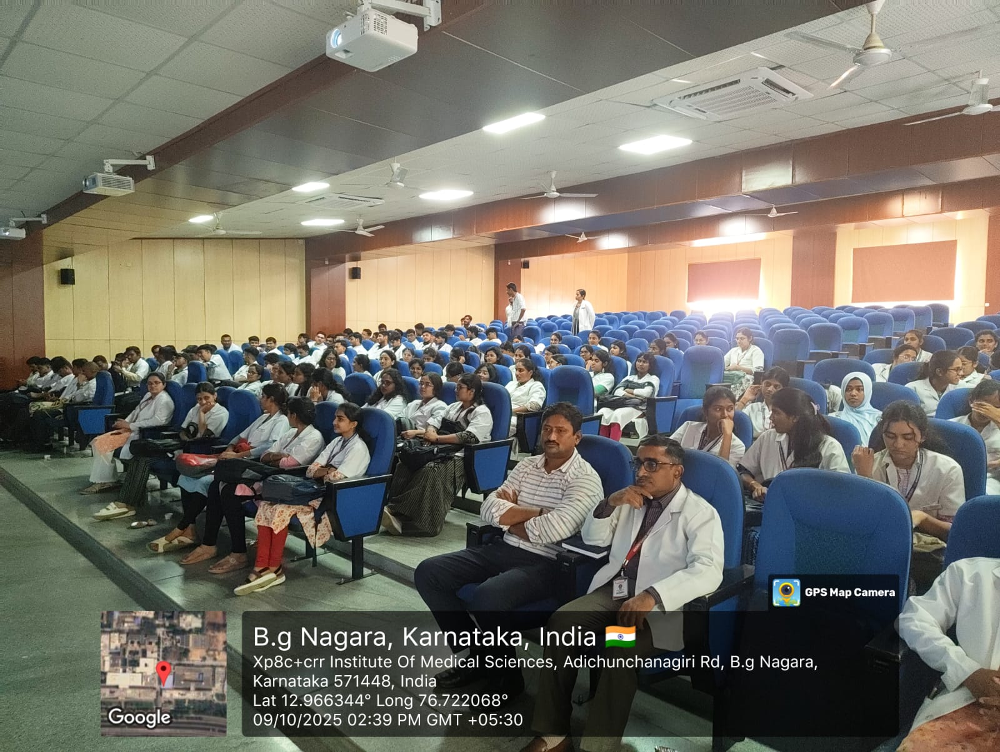 GPS Map Camera
B.g Nagara, Karnataka, India
Xp8c+crr Institute Of Medical Sciences, Adichunchanagiri Rd, B.g Nagara,
Karnataka 571448, India
Lat 12.966344° Long 76.722068°
09/10/2025 02:39 PM GMT +05:30
Google